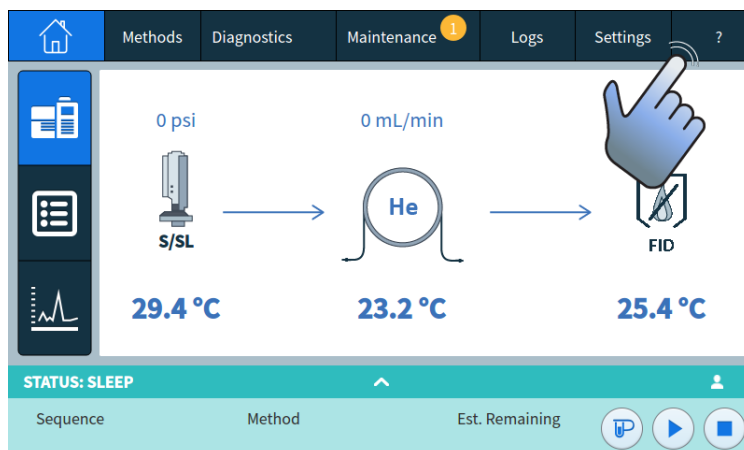 Methods Diagnostics Maintenance 1 Logs Settings ?
0 psi 0 mL/min
He
S/SL FID
29.4 °C 23.2 °C 25.4 °C
STATUS: SLEEP
Sequence Method Est. Remaining